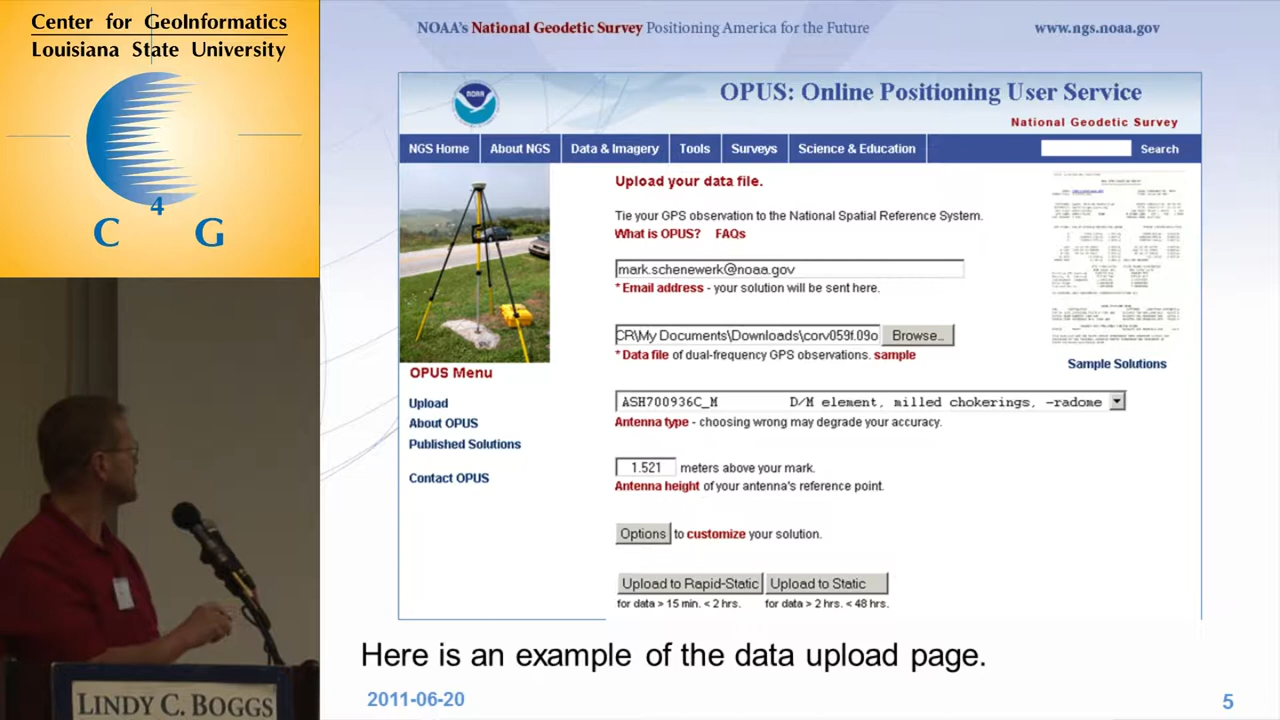 Center for GeoInformatics
Louisiana State University
C 4 G
LINDY C. BOGGS
NOAA's National Geodetic Survey Positioning America for the Future
www.ngs.noaa.gov
NOAA
OPUS: Online Positioning User Service
National Geodetic Survey
NGS Home
About NGS
Data & Imagery
Tools
Surveys
Science & Education
Search
Upload your data file.
Tie your GPS observation to the National Spatial Reference System.
What is OPUS? FAQs
mark.schenewerk@noaa.gov
* Email address - your solution will be sent here.
CR\My Documents\Downloads\corv059f.09o
Browse...
* Data file of dual-frequency GPS observations. sample
Sample Solutions
OPUS Menu
Upload
About OPUS
Published Solutions
Contact OPUS
ASH700936C_M D/M element, milled chokerings, -radome
Antenna type - choosing wrong may degrade your accuracy.
1.521 meters above your mark.
Antenna height of your antenna's reference point.
Options to customize your solution.
Upload to Rapid-Static
Upload to Static
for data > 15 min. < 2 hrs.
for data > 2 hrs. < 48 hrs.
Here is an example of the data upload page.
2011-06-20
5